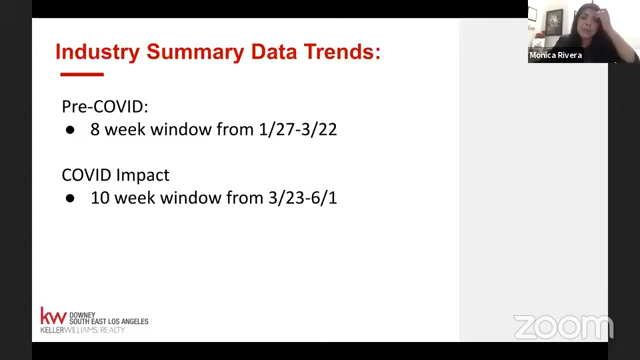 Industry Summary Data Trends:
Monica Rivera
Pre-COVID:
● 8 week window from 1/27-3/22
COVID Impact
● 10 week window from 3/23-6/1
kw DOWNEY
SOUTH EAST LOS ANGELES
KELLERWILLIAMS REALTY
zoom